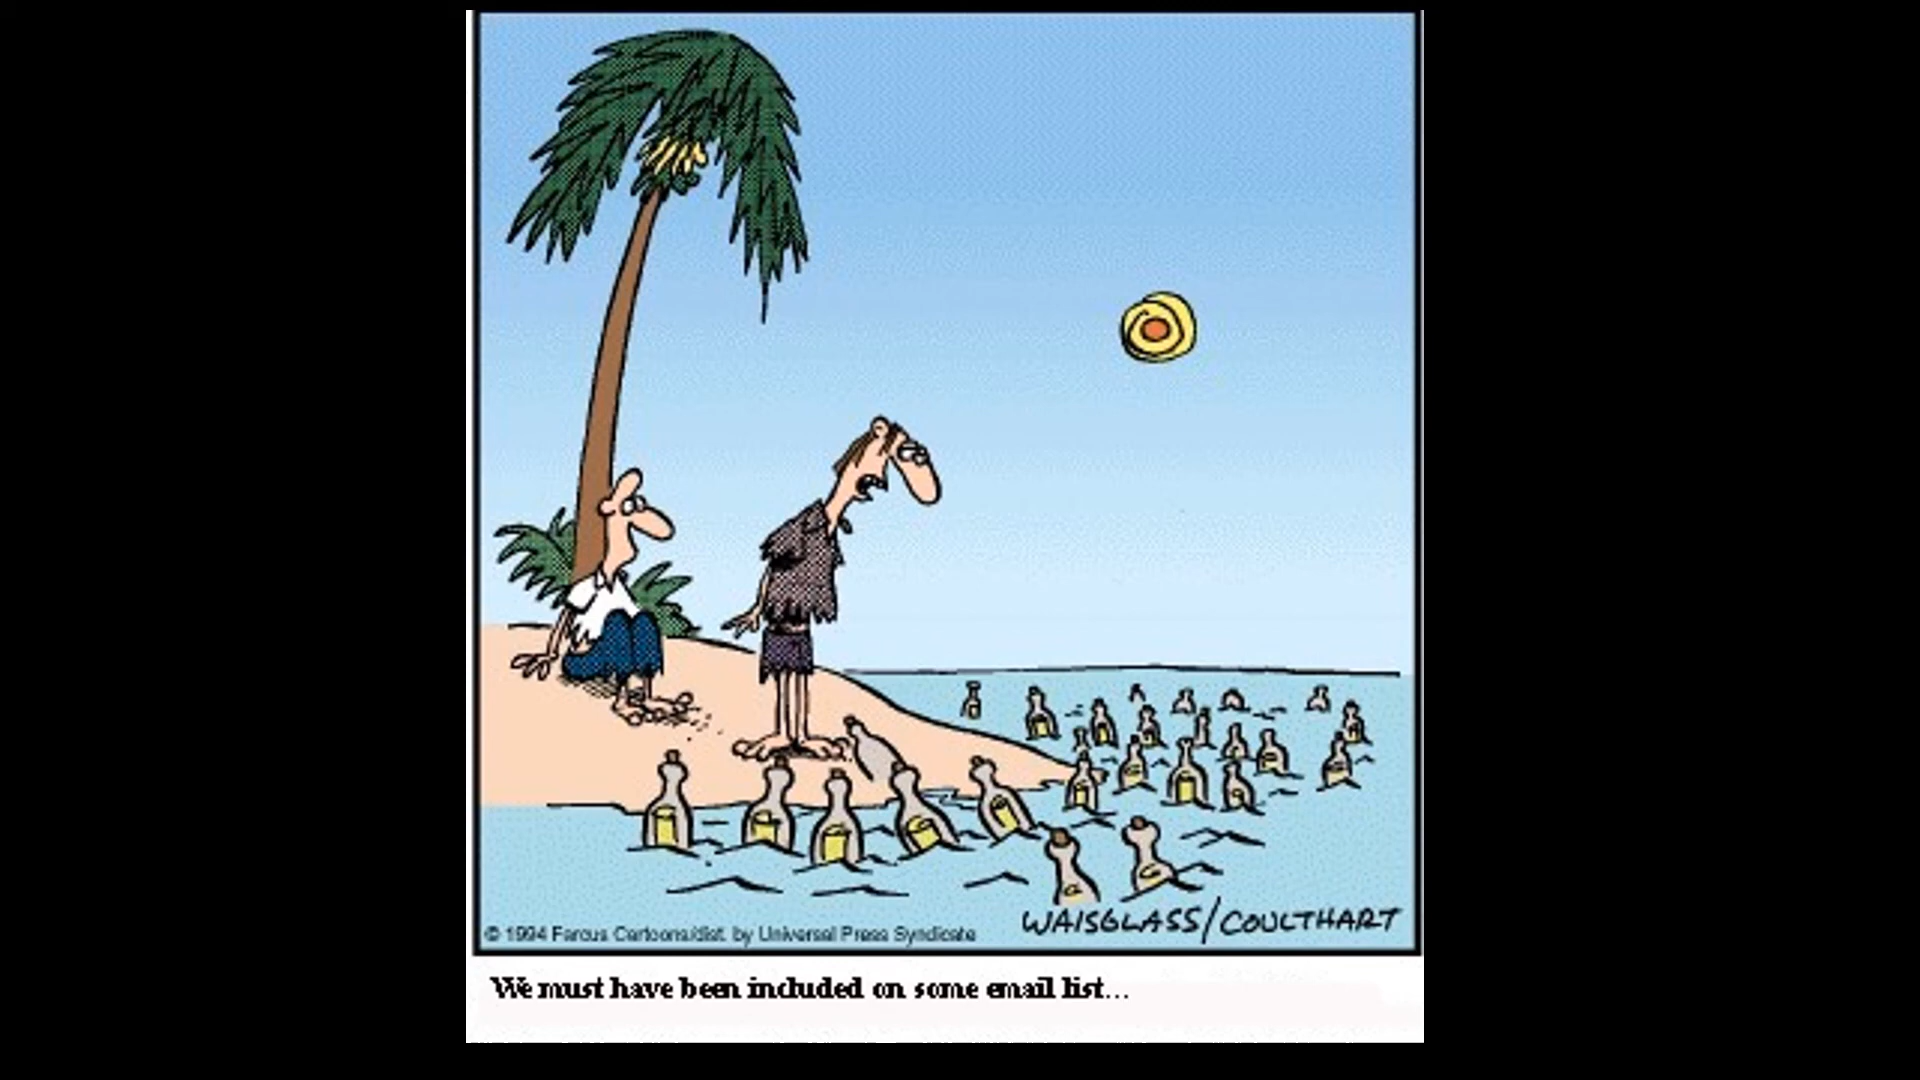 WAISGLASS/COULTHART
© 1994 Farcus Cartoons/dist. by Universal Press Syndicate
We must have been included on some email list...